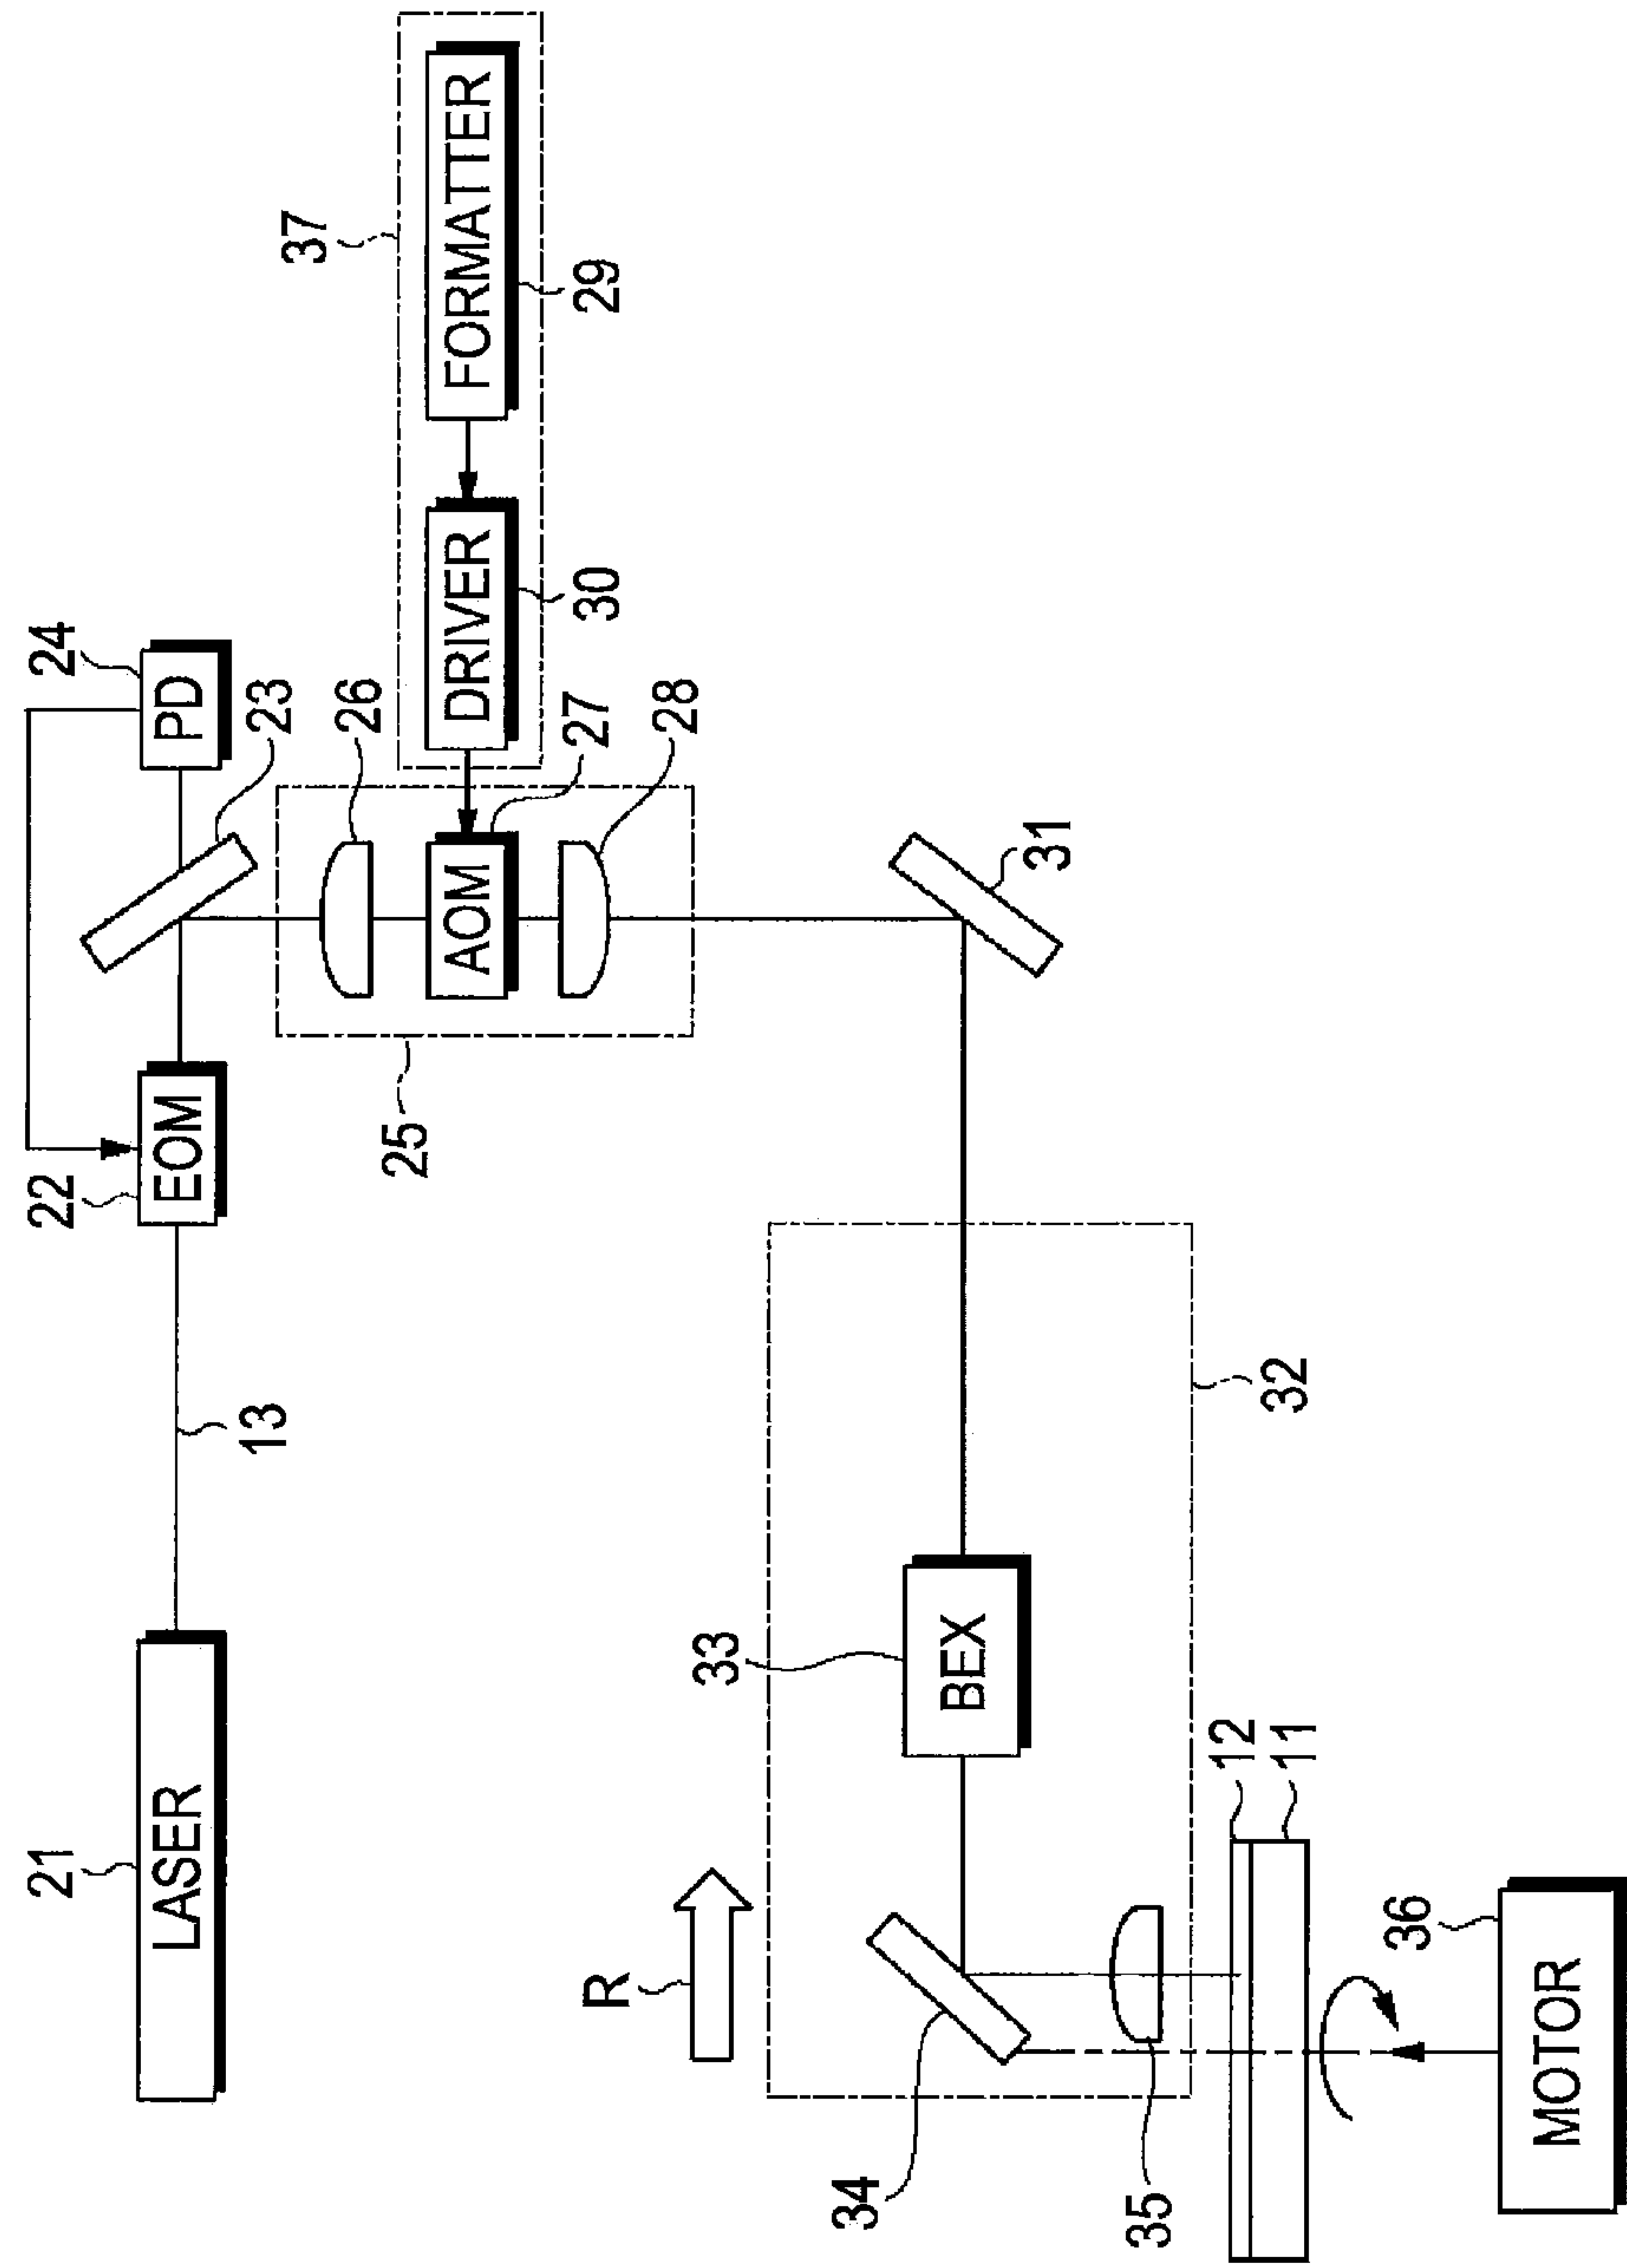 21
LASER
13
22
EOM
24
PD
23
26
25
AOM
27
28
37
DRIVER
30
FORMATTER
29
31
R
33
BEX
32
34
35
12
11
36
MOTOR